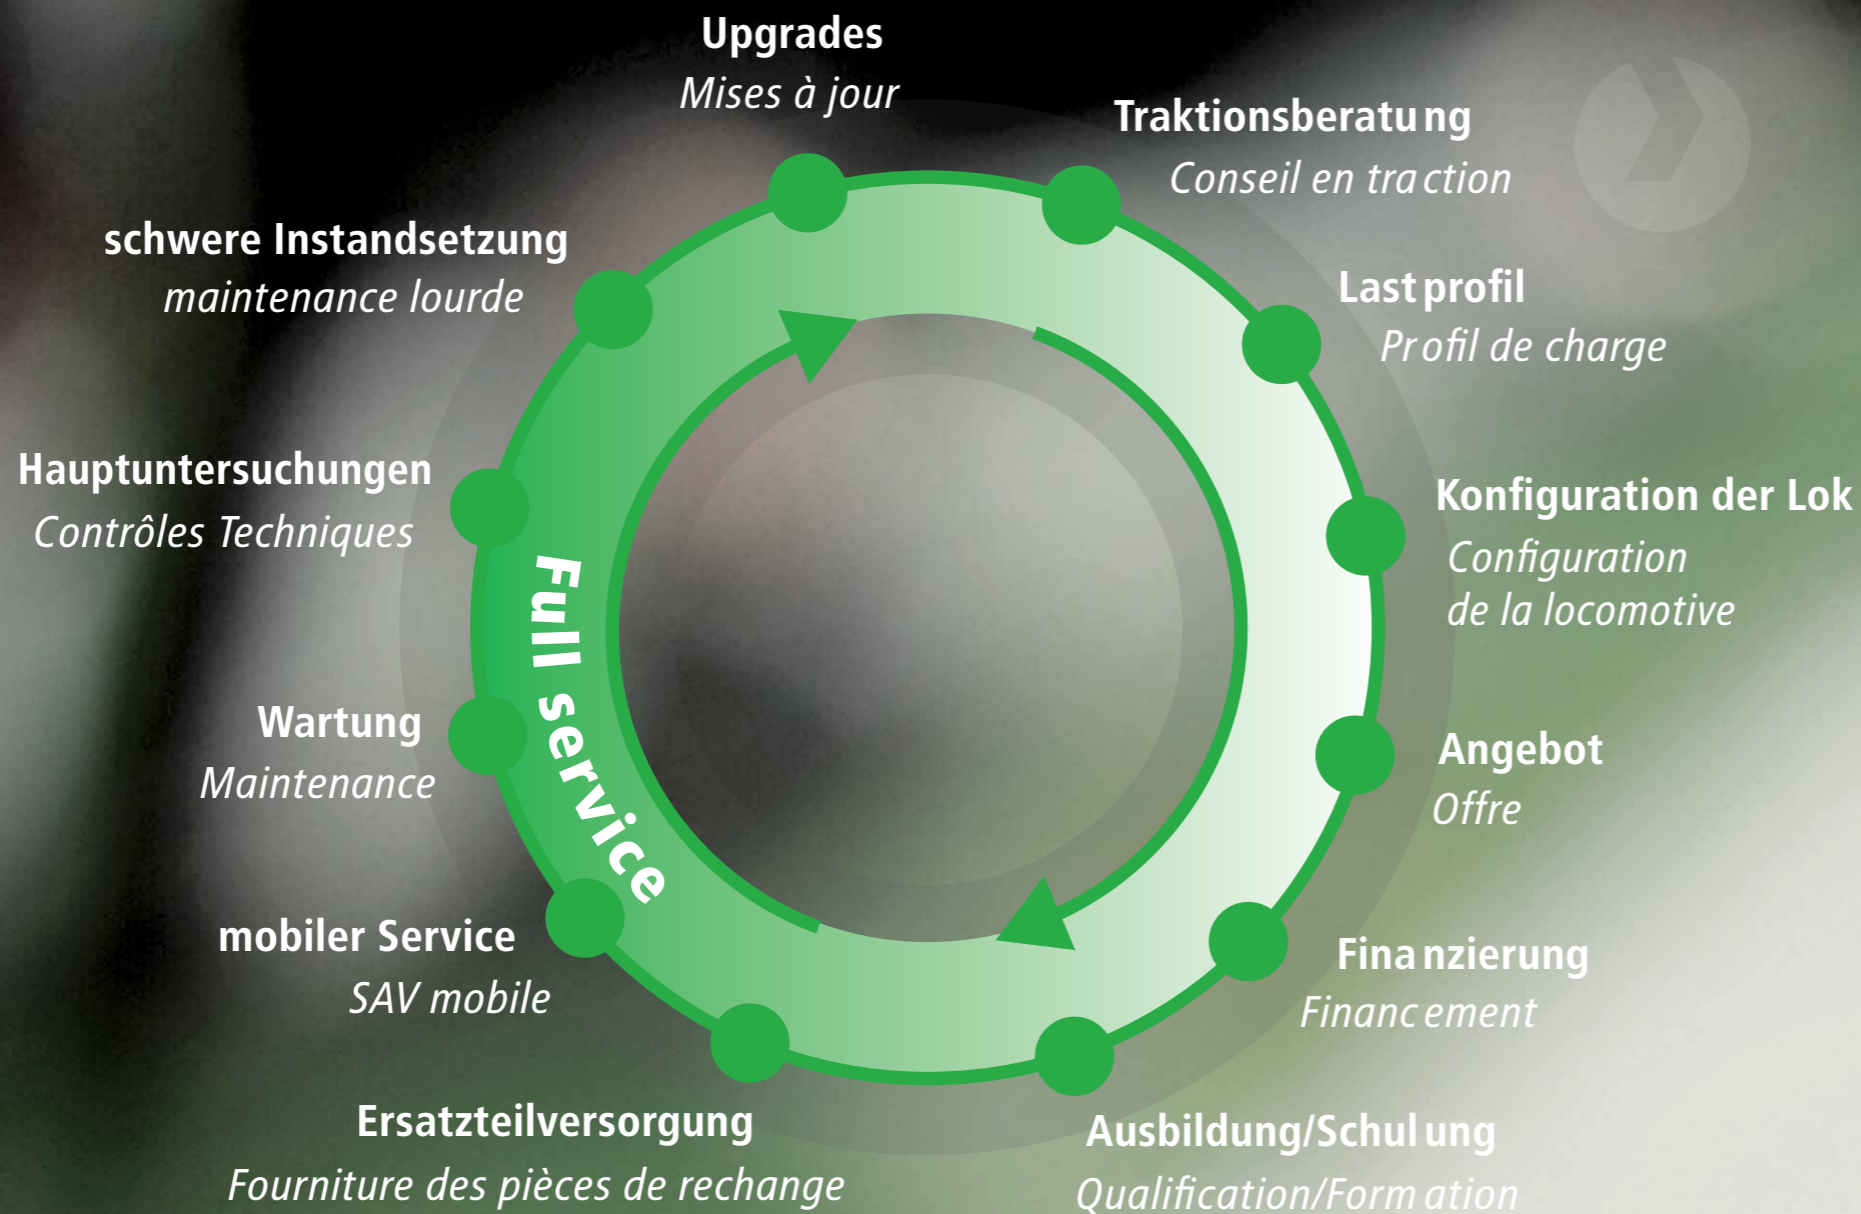 Upgrades
Mises à jour
Traktionsberatung
Conseil en traction
Lastprofil
Profil de charge
Konfiguration der Lok
Configuration
de la locomotive
Angebot
Offre
Finanzierung
Financement
Ausbildung/Schulung
Qualification/Formation
Ersatzteilversorgung
Fourniture des pièces de rechange
mobiler Service
SAV mobile
Wartung
Maintenance
Hauptuntersuchungen
Contrôles Techniques
schwere Instandsetzung
maintenance lourde
Full service